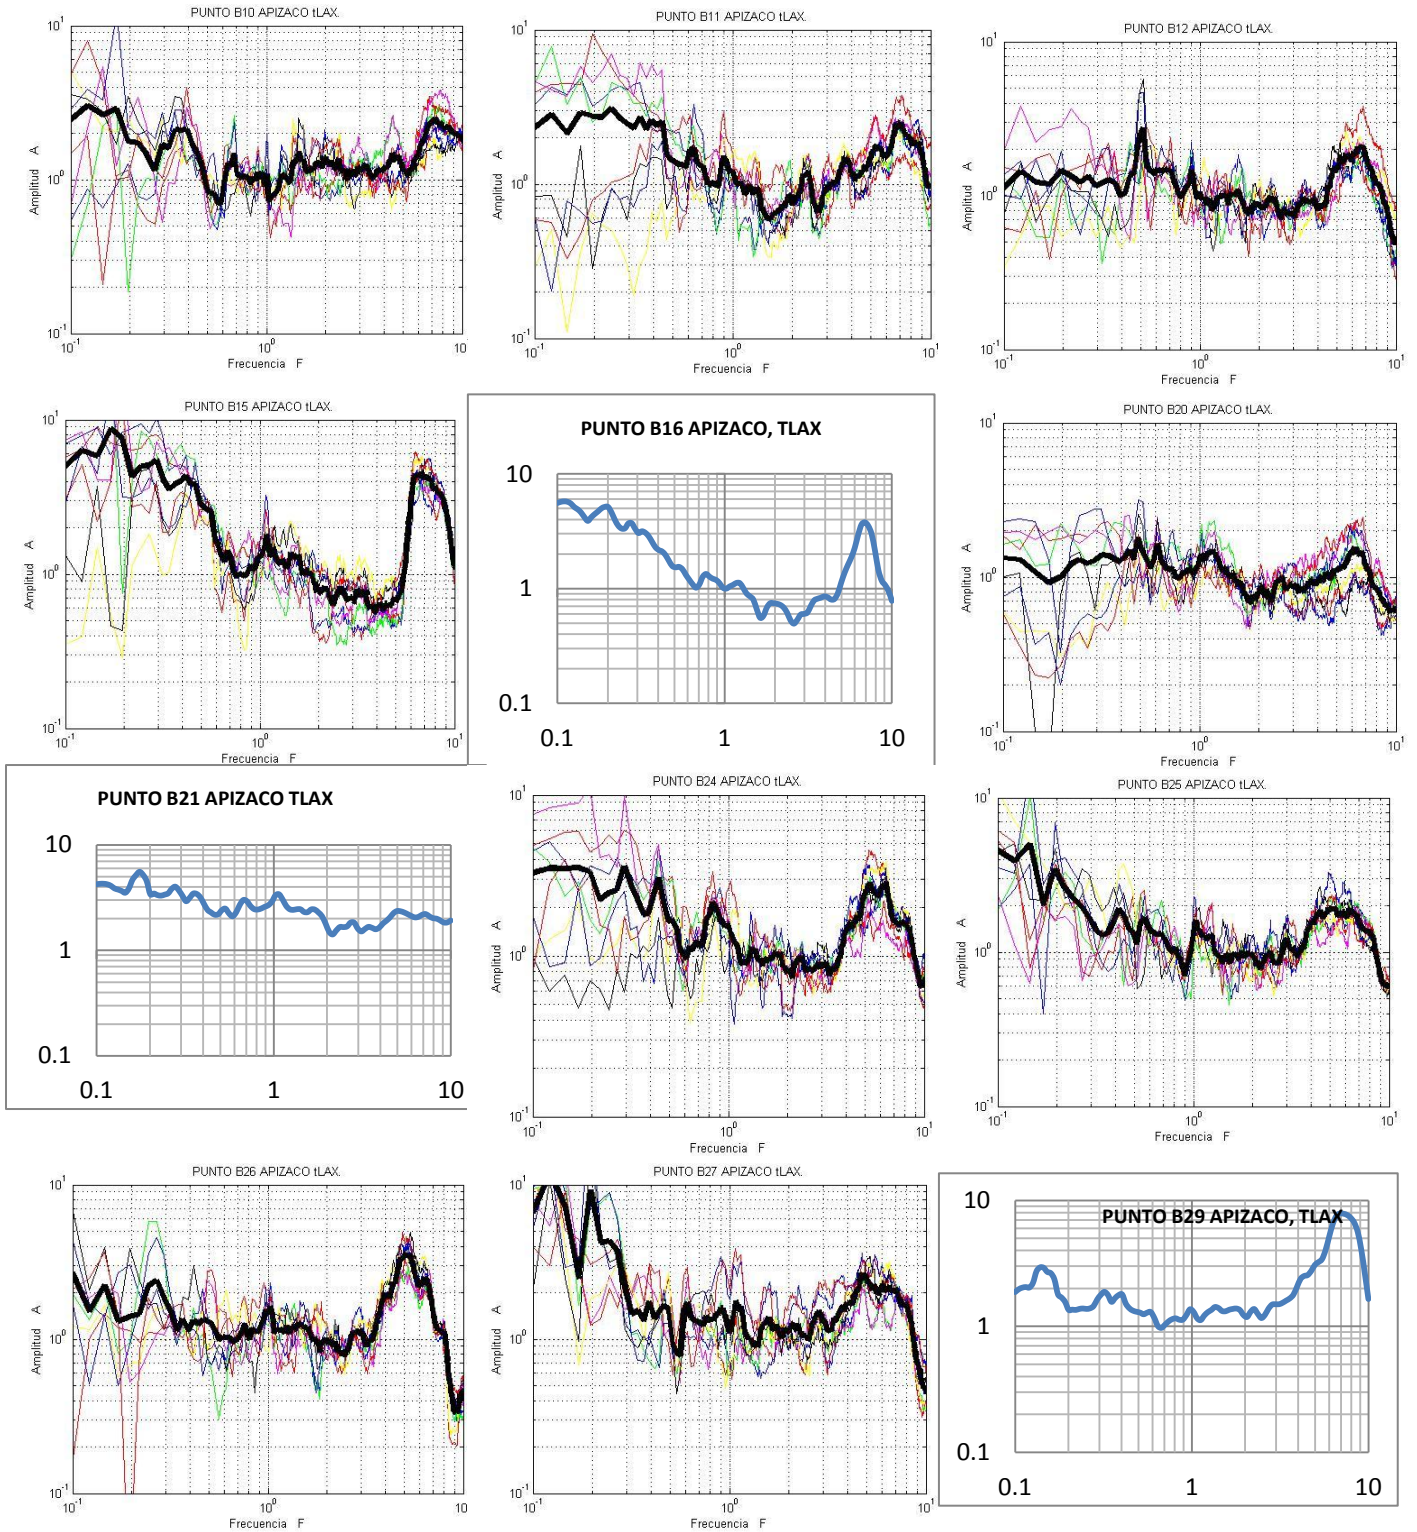 PUNTO B10 APIZACO tLAX.
10^1
10^0
10^-1
Amplitud A
10^-1
10^0
10
Frecuencia F
PUNTO B11 APIZACO tLAX.
10^1
10^0
10^-1
Amplitud A
10^-1
10^0
10^1
Frecuencia F
PUNTO B12 APIZACO tLAX.
10^1
10^0
10^-1
Amplitud A
10^-1
10^0
10^1
Frecuencia F
PUNTO B15 APIZACO tLAX.
10^1
10^0
10^-1
Amplitud A
10^-1
10^0
10^1
Frecuencia F
PUNTO B16 APIZACO, TLAX
10
1
0.1
0.1
1
10
PUNTO B20 APIZACO tLAX.
10^1
10^0
10^-1
Amplitud A
10^-1
10^0
10^1
Frecuencia F
PUNTO B21 APIZACO TLAX
10
1
0.1
0.1
1
10
PUNTO B24 APIZACO tLAX.
10^1
10^0
10^-1
Amplitud A
10^-1
10^0
10^1
Frecuencia F
PUNTO B25 APIZACO tLAX.
10^1
10^0
10^-1
Amplitud A
10^-1
10^0
10^1
Frecuencia F
PUNTO B26 APIZACO tLAX.
10^1
10^0
10^-1
Amplitud A
10^-1
10^0
10^1
Frecuencia F
PUNTO B27 APIZACO tLAX.
10^1
10^0
10^-1
Amplitud A
10^-1
10^0
10^1
Frecuencia F
PUNTO B29 APIZACO, TLAX
10
1
0.1
0.1
1
10